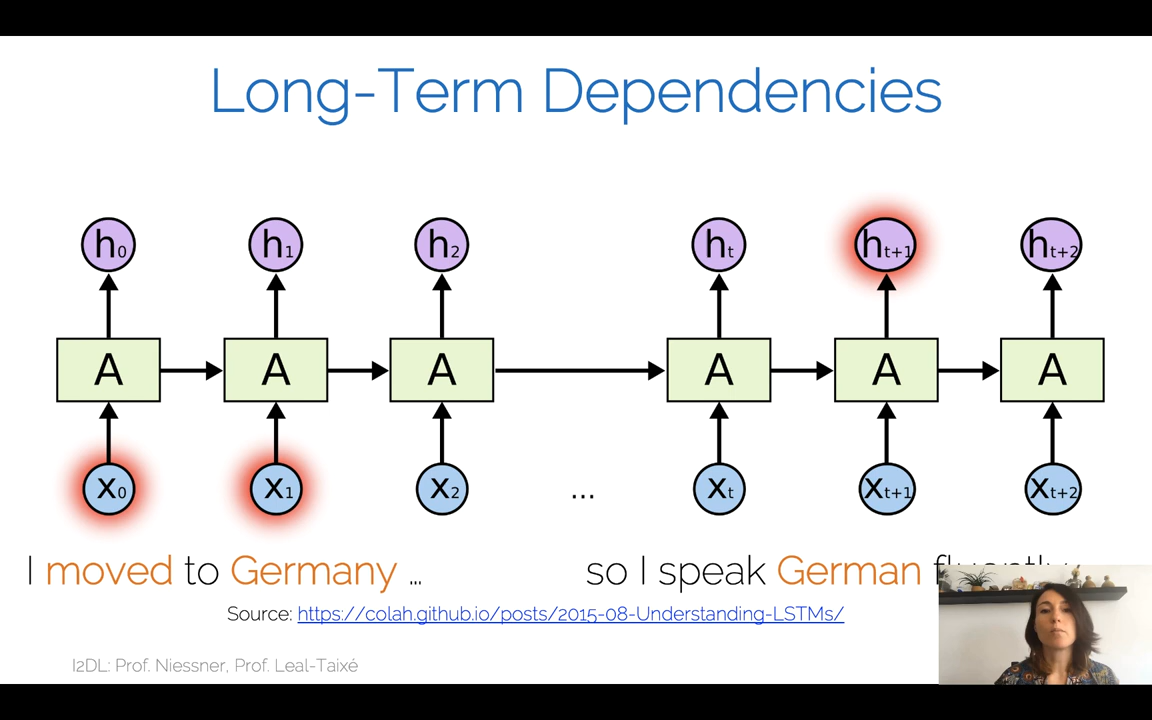 Long-Term Dependencies
h0 h1 h2 ht ht+1 ht+2
A A A A A A
x0 x1 x2 ... xt xt+1 xt+2
I moved to Germany ... so I speak German fluently
Source: https://colah.github.io/posts/2015-08-Understanding-LSTMs/
I2DL: Prof. Niessner, Prof. Leal-Taixé